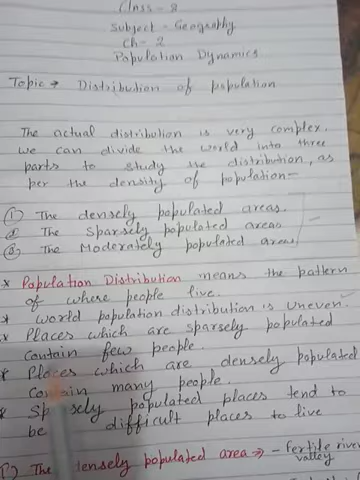 Class - 8
Subject - Geography
Ch - 2
Population Dynamics
Topic → Distribution of population
The actual distribution is very complex.
we can divide the world into three
parts to study the distribution, as
per the density of population—
① The densely populated areas.
② The Sparsely populated areas
③ The Moderately populated areas
* Population Distribution means the pattern
of where people live.
* World population distribution is uneven.
* Places which are sparsely populated
contain few people.
* Places which are densely populated
contain many people.
* Sparsely populated places tend to
be difficult places to live
The densely populated area ⇒ - fertile river
valley